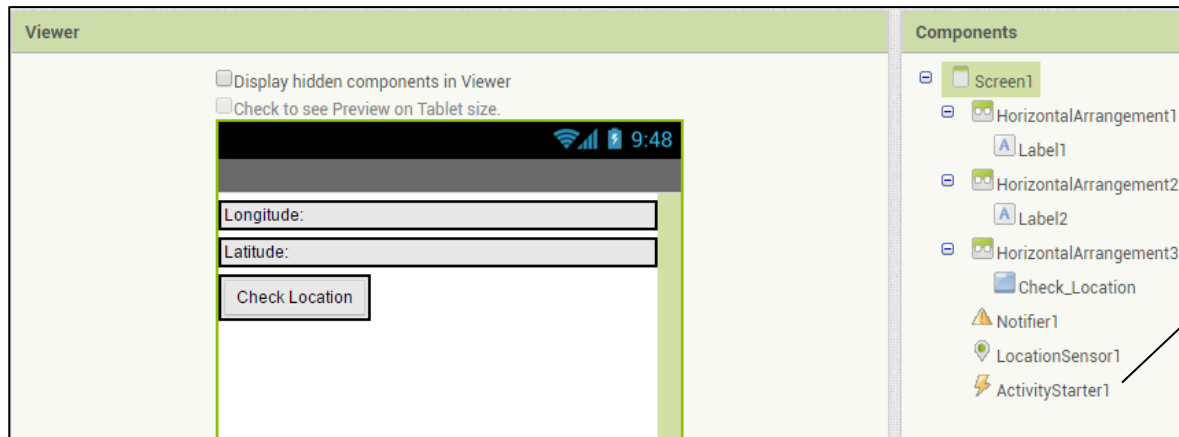 Viewer
Display hidden components in Viewer
Check to see Preview on Tablet size.
9:48
Longitude:
Latitude:
Check Location
Components
Screen1
HorizontalArrangement1
A Label1
HorizontalArrangement2
A Label2
HorizontalArrangement3
Check_Location
Notifier1
LocationSensor1
ActivityStarter1